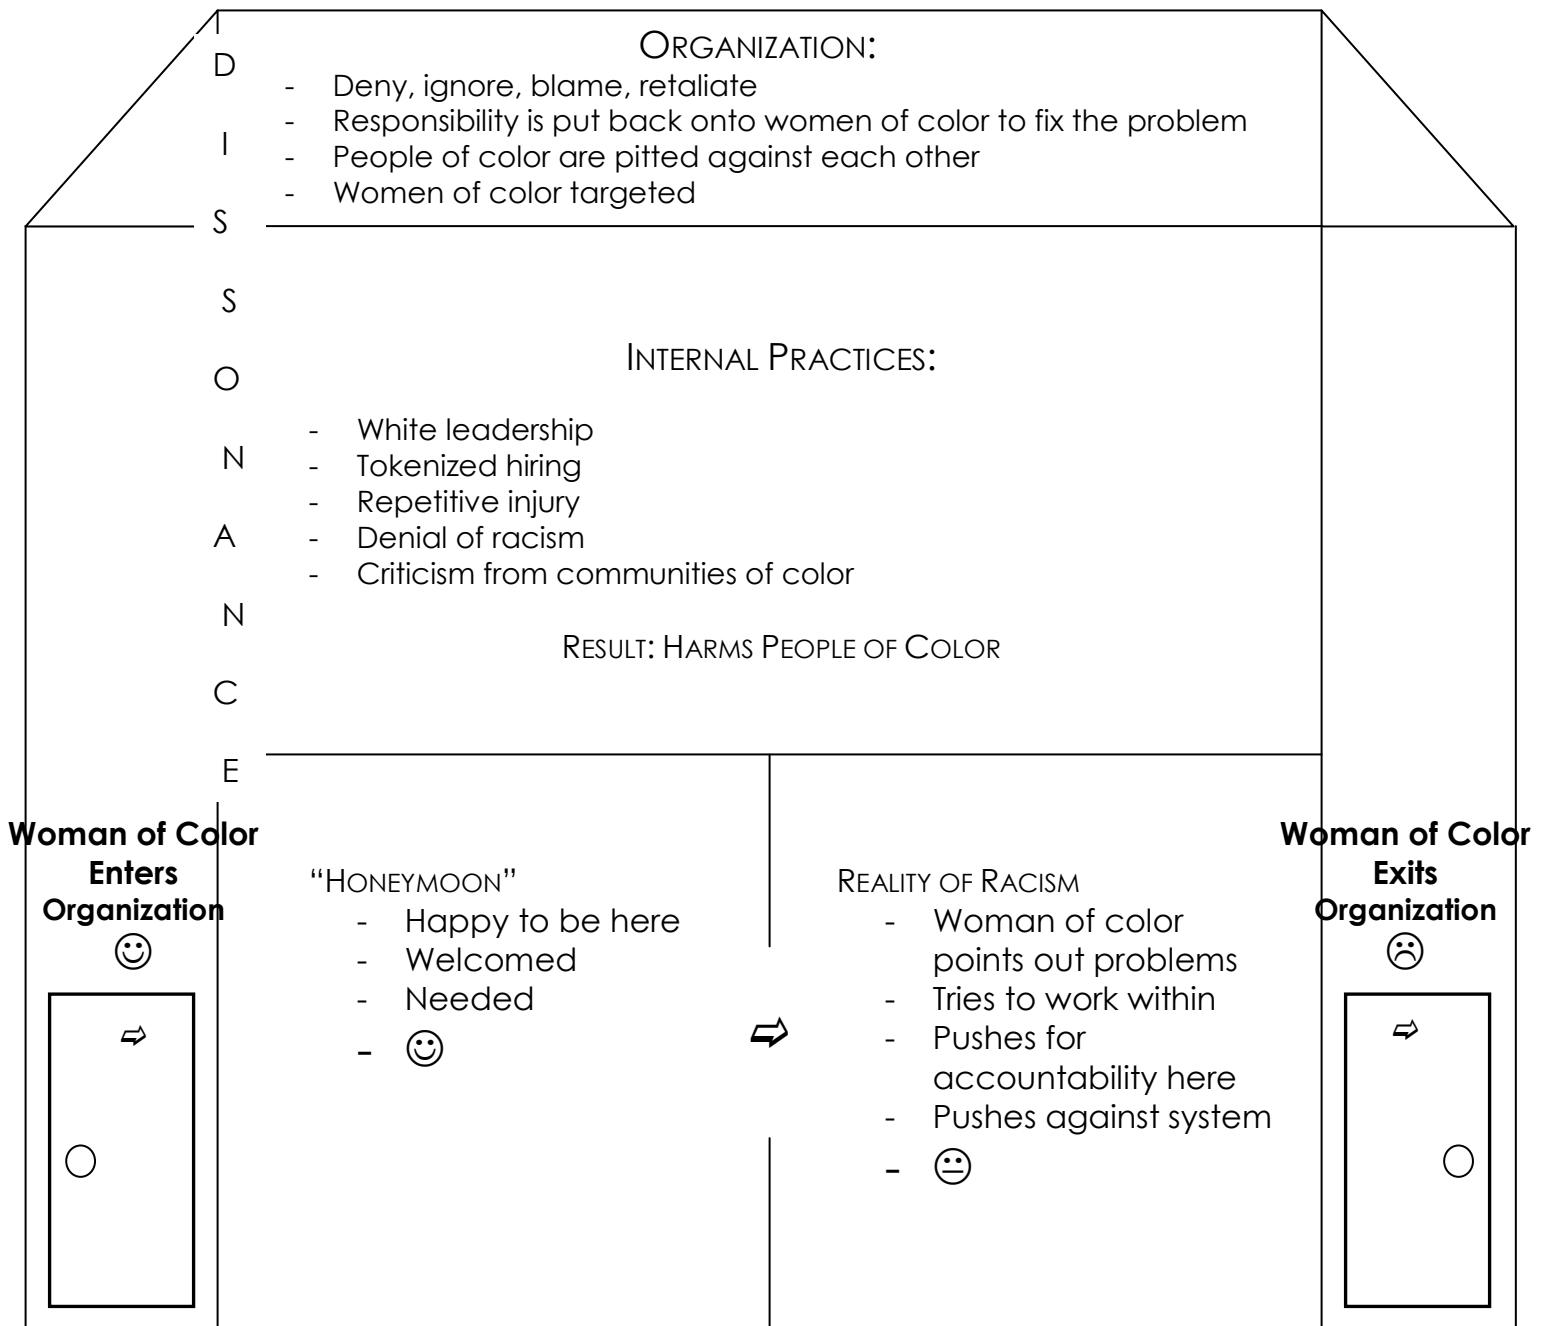 DISSONANCE
ORGANIZATION:
- Deny, ignore, blame, retaliate
- Responsibility is put back onto women of color to fix the problem
- People of color are pitted against each other
- Women of color targeted
INTERNAL PRACTICES:
- White leadership
- Tokenized hiring
- Repetitive injury
- Denial of racism
- Criticism from communities of color
RESULT: HARMS PEOPLE OF COLOR
Woman of Color
Enters
Organization
“HONEYMOON”
- Happy to be here
- Welcomed
- Needed
REALITY OF RACISM
- Woman of color
points out problems
- Tries to work within
- Pushes for
accountability here
- Pushes against system
Woman of Color
Exits
Organization